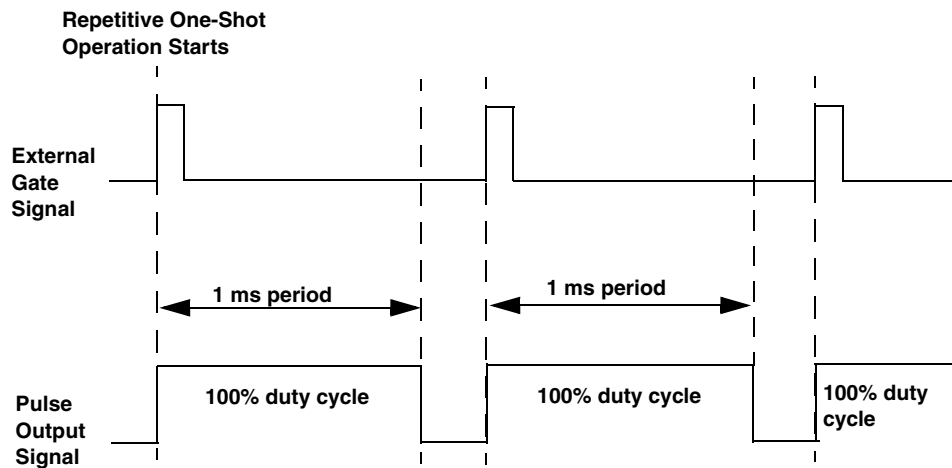 Repetitive One-Shot
Operation Starts
External
Gate
Signal
1 ms period
1 ms period
Pulse
Output
Signal
100% duty cycle
100% duty cycle
100% duty
cycle